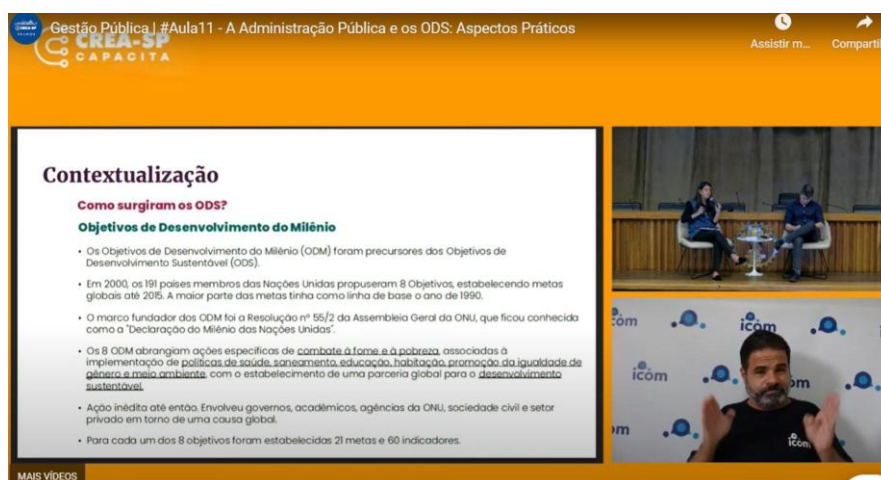 Gestão Pública | #Aula11 - A Administração Pública e os ODS: Aspectos Práticos
CREA-SP
CAPACITA
Assistir m...
Compartil
Contextualização
Como surgiram os ODS?
Objetivos de Desenvolvimento do Milênio
• Os Objetivos de Desenvolvimento do Milênio (ODM) foram precursores dos Objetivos de
Desenvolvimento Sustentável (ODS).
• Em 2000, os 191 países membros das Nações Unidas propuseram 8 Objetivos, estabelecendo metas
globais até 2015. A maior parte das metas tinha como linha de base o ano de 1990.
• O marco fundador dos ODM foi a Resolução nº 55/2 da Assembleia Geral da ONU, que ficou conhecida
como a "Declaração do Milênio das Nações Unidas".
• Os 8 ODM abrangiam ações específicas de combate à fome e à pobreza, associadas à
implementação de políticas de saúde, saneamento, educação, habitação, promoção da igualdade de
gênero e meio ambiente, com o estabelecimento de uma parceria global para o desenvolvimento
sustentável.
• Ação inédita até então. Envolveu governos, acadêmicos, agências da ONU, sociedade civil e setor
privado em torno de uma causa global.
• Para cada um dos 8 objetivos foram estabelecidas 21 metas e 60 indicadores.
icom
icom
icom
MAIS VÍDEOS